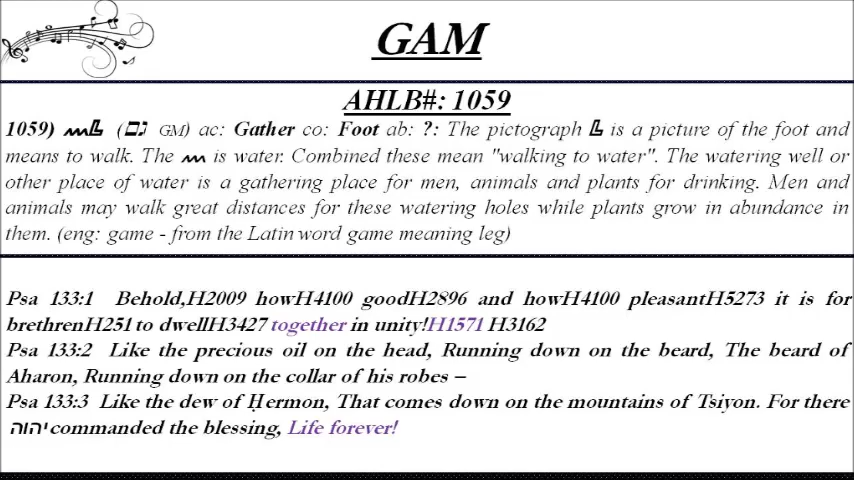 GAM
AHLB#: 1059
1059) (גם GM) ac: Gather co: Foot ab: ?: The pictograph is a picture of the foot and
means to walk. The is water. Combined these mean "walking to water". The watering well or
other place of water is a gathering place for men, animals and plants for drinking. Men and
animals may walk great distances for these watering holes while plants grow in abundance in
them. (eng: game - from the Latin word game meaning leg)
Psa 133:1 Behold,H2009 howH4100 goodH2896 and howH4100 pleasantH5273 it is for
brethrenH251 to dwellH3427 together in unity!H1571 H3162
Psa 133:2 Like the precious oil on the head, Running down on the beard, The beard of
Aharon, Running down on the collar of his robes –
Psa 133:3 Like the dew of Ḥermon, That comes down on the mountains of Tsiyon. For there
יהוה commanded the blessing, Life forever!